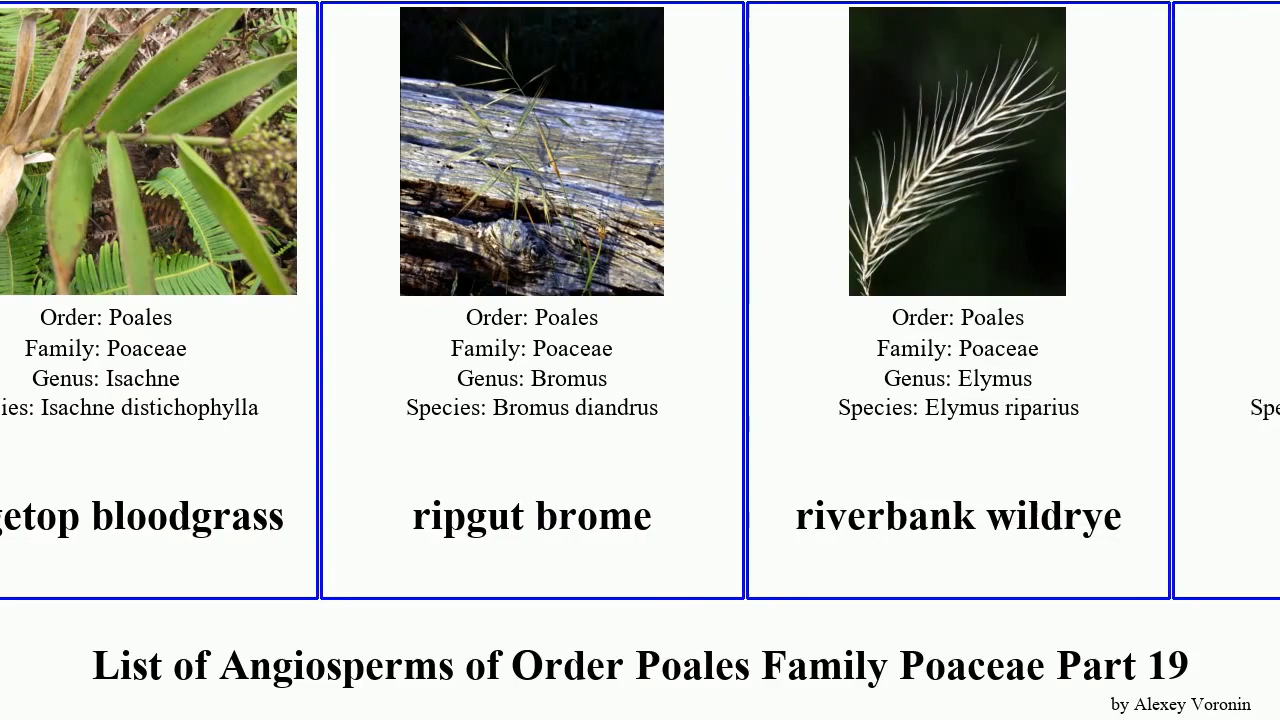 Order: Poales
Family: Poaceae
Genus: Isachne
ies: Isachne distichophylla
getop bloodgrass
Order: Poales
Family: Poaceae
Genus: Bromus
Species: Bromus diandrus
ripgut brome
Order: Poales
Family: Poaceae
Genus: Elymus
Species: Elymus riparius
riverbank wildrye
Spe
List of Angiosperms of Order Poales Family Poaceae Part 19
by Alexey Voronin